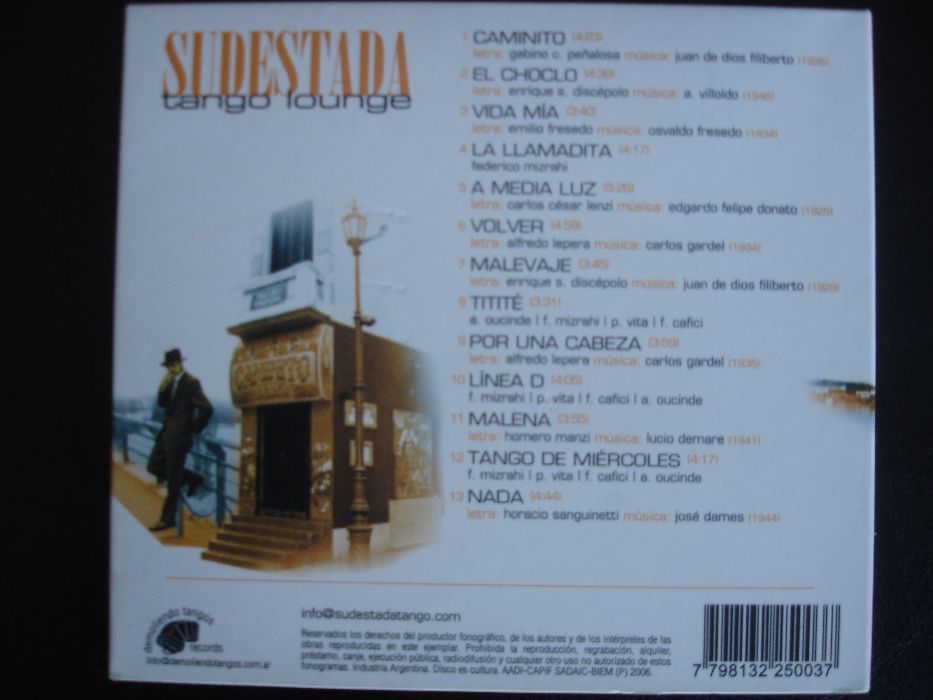 SUDESTADA
tango lounge
1 CAMINITO (4:23)
letra: gabino c. peñalosa música: juan de dios filiberto (1926)
2 EL CHOCLO (4:39)
letra: enrique s. discépolo música: a. villoldo (1946)
3 VIDA MÍA (3:40)
letra: emilio fresedo música: osvaldo fresedo (1934)
4 LA LLAMADITA (4:17)
federico mizrahi
5 A MEDIA LUZ (5:26)
letra: carlos césar lenzi música: edgardo felipe donato (1925)
6 VOLVER (4:59)
letra: alfredo lepera música: carlos gardel (1934)
7 MALEVAJE (3:45)
letra: enrique s. discépolo música: juan de dios filiberto (1929)
8 TITITÉ (3:31)
a. oucinde | f. mizrahi | p. vita | f. cafici
9 POR UNA CABEZA (3:59)
letra: alfredo lepera música: carlos gardel (1935)
10 LÍNEA D (4:05)
f. mizrahi | p. vita | f. cafici | a. oucinde
11 MALENA (3:55)
letra: homero manzi música: lucio demare (1941)
12 TANGO DE MIÉRCOLES (4:17)
f. mizrahi | p. vita | f. cafici | a. oucinde
13 NADA (4:44)
letra: horacio sanguinetti música: josé dames (1944)
CAMINITO
demoliendo tangos
records
info@demoliendotangos.com.ar
info@sudestadatango.com
Reservados los derechos del productor fonográfico, de los autores y de los intérpretes de las
obras reproducidas en este ejemplar. Prohibida la reproducción, regrabación, alquiler,
préstamo, canje, ejecución pública, radiodifusión y cualquier otro uso no autorizado de estos
fonogramas. Industria Argentina. Disco es cultura. AADI-CAPIF SADAIC-BIEM (P) 2006.
7 798132 250037